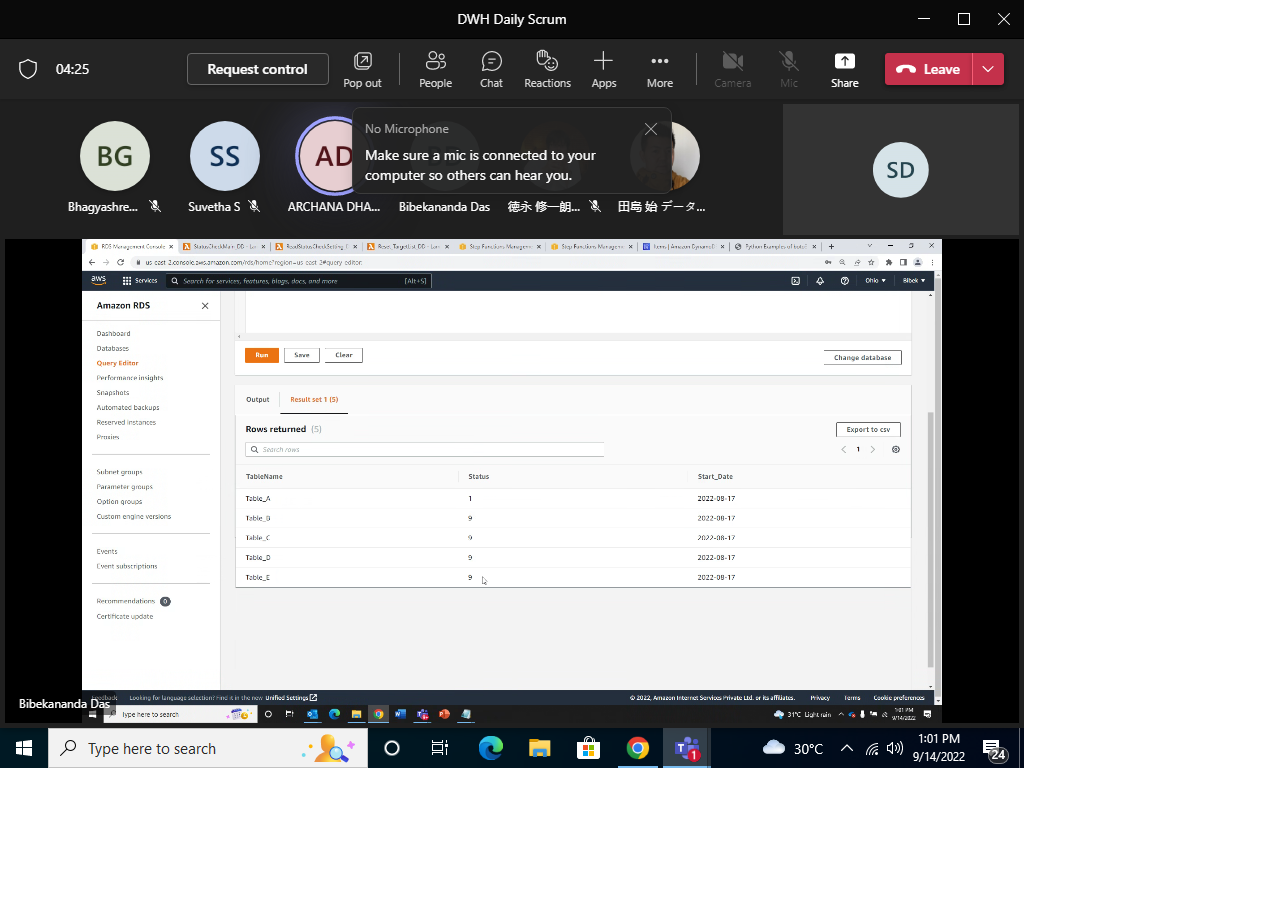 DWH Daily Scrum
04:25
Request control
Pop out
People
Chat
Reactions
Apps
More
Camera
Mic
Share
Leave
BG
SS
AD
SD
No Microphone
Make sure a mic is connected to your
computer so others can hear you.
Bhagyashre...
Suvetha S
ARCHANA DHA...
Bibekananda Das
徳永 修一朗...
田島 始 データ...
RDS Management Console
StatusCheckMain_DD - La
ReadStatusCheckSetting
Reset_TargetList_DD - Lam
Step Functions Managem
Step Functions Managem
Items | Amazon DynamoD
Python Examples of boto3
us-east-2.console.aws.amazon.com/rds/home?region=us-east-2#query-editor:
aws
Services
Search for services, features, blogs, docs, and more
[Alt+S]
Ohio
Bibek
Amazon RDS
Dashboard
Databases
Query Editor
Performance insights
Snapshots
Automated backups
Reserved instances
Proxies
Subnet groups
Parameter groups
Option groups
Custom engine versions
Events
Event subscriptions
Recommendations 0
Certificate update
Run
Save
Clear
Change database
Output
Result set 1 (5)
Rows returned (5)
Export to csv
Search rows
1
TableName Status Start_Date
Table_A 1 2022-08-17
Table_B 9 2022-08-17
Table_C 9 2022-08-17
Table_D 9 2022-08-17
Table_E 9 2022-08-17
Feedback
Looking for language selection? Find it in the new Unified Settings
© 2022, Amazon Internet Services Private Ltd. or its affiliates.
Privacy
Terms
Cookie preferences
Bibekananda Das
Type here to search
31°C Light rain
1:01 PM
9/14/2022
Type here to search
1
30°C
1:01 PM
9/14/2022
24